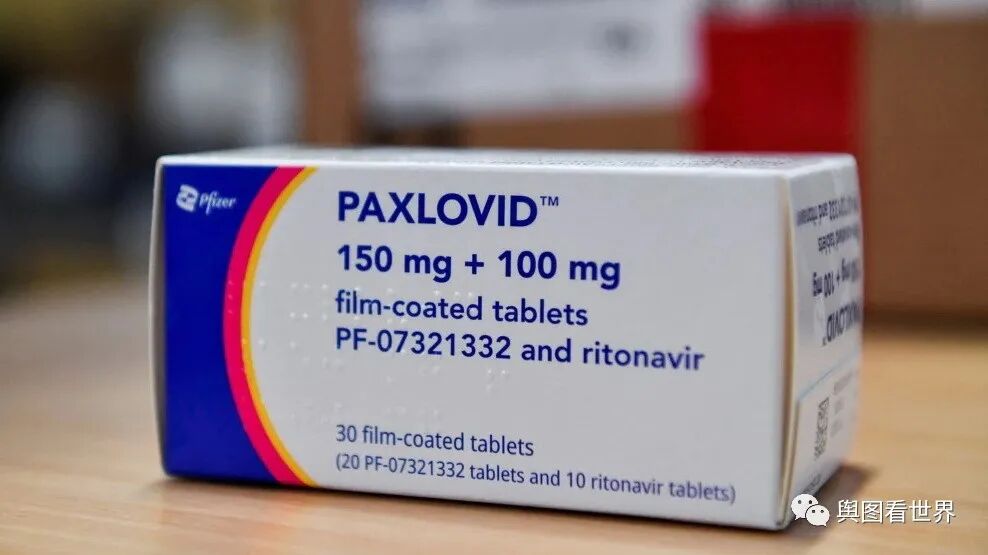 Pfizer
PAXLOVID™
150 mg + 100 mg
film-coated tablets
PF-07321332 and ritonavir
30 film-coated tablets
(20 PF-07321332 tablets and 10 ritonavir tablets)
舆图看世界